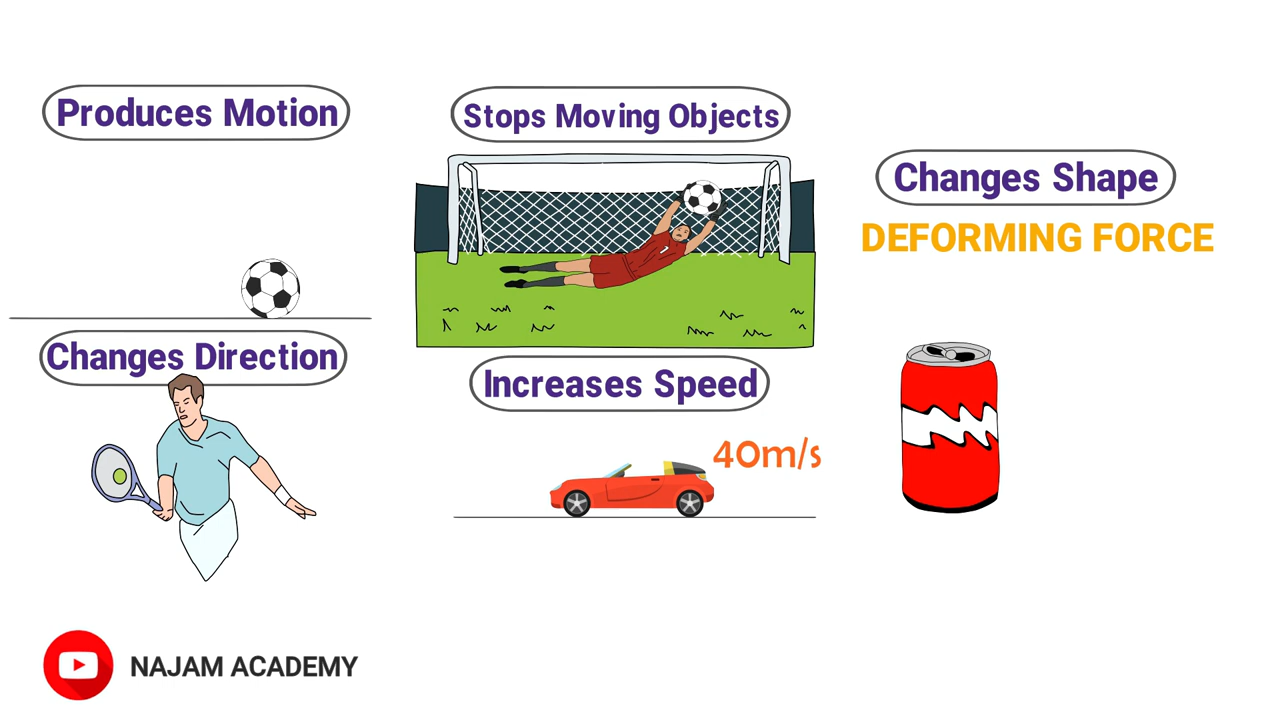 Produces Motion
Stops Moving Objects
Changes Shape
DEFORMING FORCE
Changes Direction
Increases Speed
40m/s
NAJAM ACADEMY